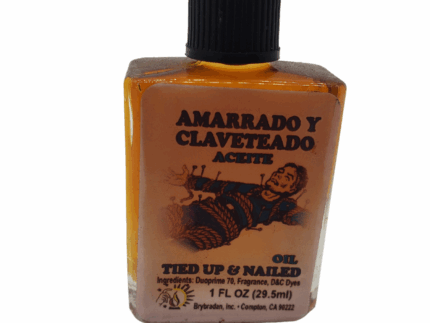 AMARRADO Y
CLAVETEADO
ACEITE
OIL
TIED UP & NAILED
Ingredients: Duoprime 70, Fragrance, D&C Dyes
1 FL OZ (29.5ml)
Brybradan, Inc • Compton, CA 90222